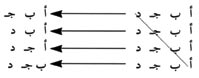 أ ب جـ د أ ب جـ
أ ب جـ د أ ب د
أ ب جـ د أ جـ د
أ ب جـ د ب جـ د